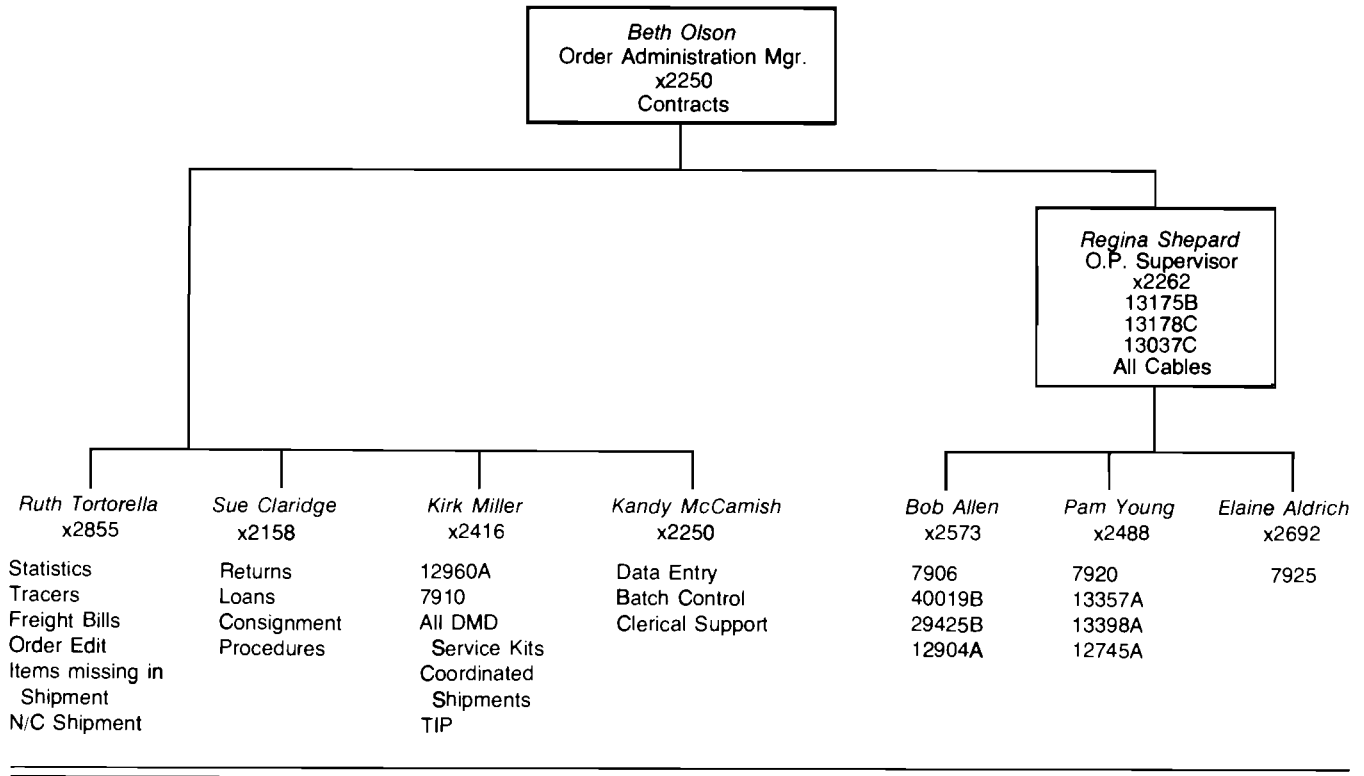 Beth Olson
Order Administration Mgr.
x2250
Contracts
Regina Shepard
O.P. Supervisor
x2262
13175B
13178C
13037C
All Cables
Ruth Tortorella
x2855
Statistics
Tracers
Freight Bills
Order Edit
Items missing in
Shipment
N/C Shipment
Sue Claridge
x2158
Returns
Loans
Consignment
Procedures
Kirk Miller
x2416
12960A
7910
All DMD
Service Kits
Coordinated
Shipments
TIP
Kandy McCamish
x2250
Data Entry
Batch Control
Clerical Support
Bob Allen
x2573
7906
40019B
29425B
12904A
Pam Young
x2488
7920
13357A
13398A
12745A
Elaine Aldrich
x2692
7925